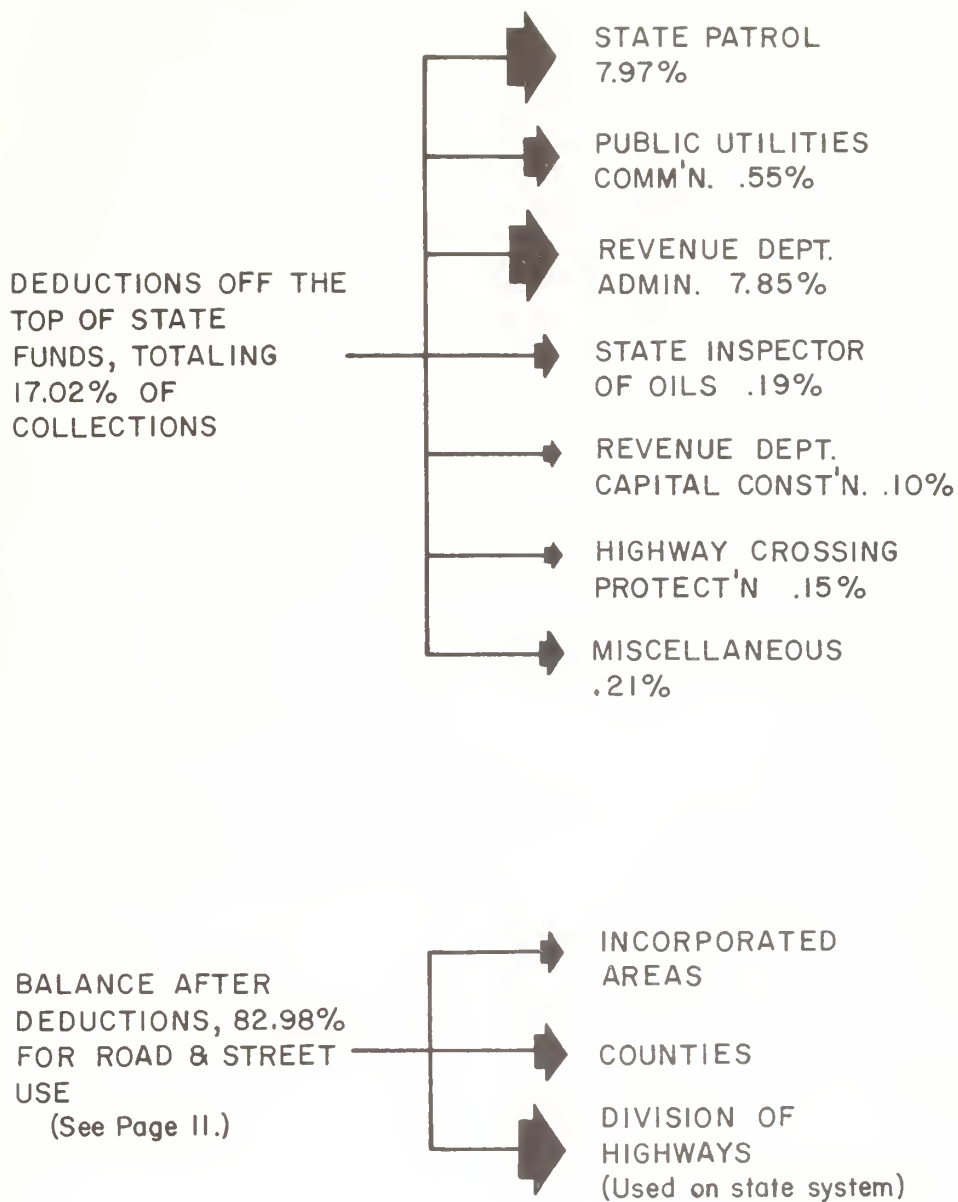 STATE PATROL
7.97%
PUBLIC UTILITIES
COMM'N. .55%
REVENUE DEPT.
ADMIN. 7.85%
DEDUCTIONS OFF THE
TOP OF STATE
FUNDS, TOTALING
17.02% OF
COLLECTIONS
STATE INSPECTOR
OF OILS .19%
REVENUE DEPT.
CAPITAL CONST'N. .10%
HIGHWAY CROSSING
PROTECT'N .15%
MISCELLANEOUS
.21%
BALANCE AFTER
DEDUCTIONS, 82.98%
FOR ROAD & STREET
USE
(See Page 11.)
INCORPORATED
AREAS
COUNTIES
DIVISION OF
HIGHWAYS
(Used on state system)